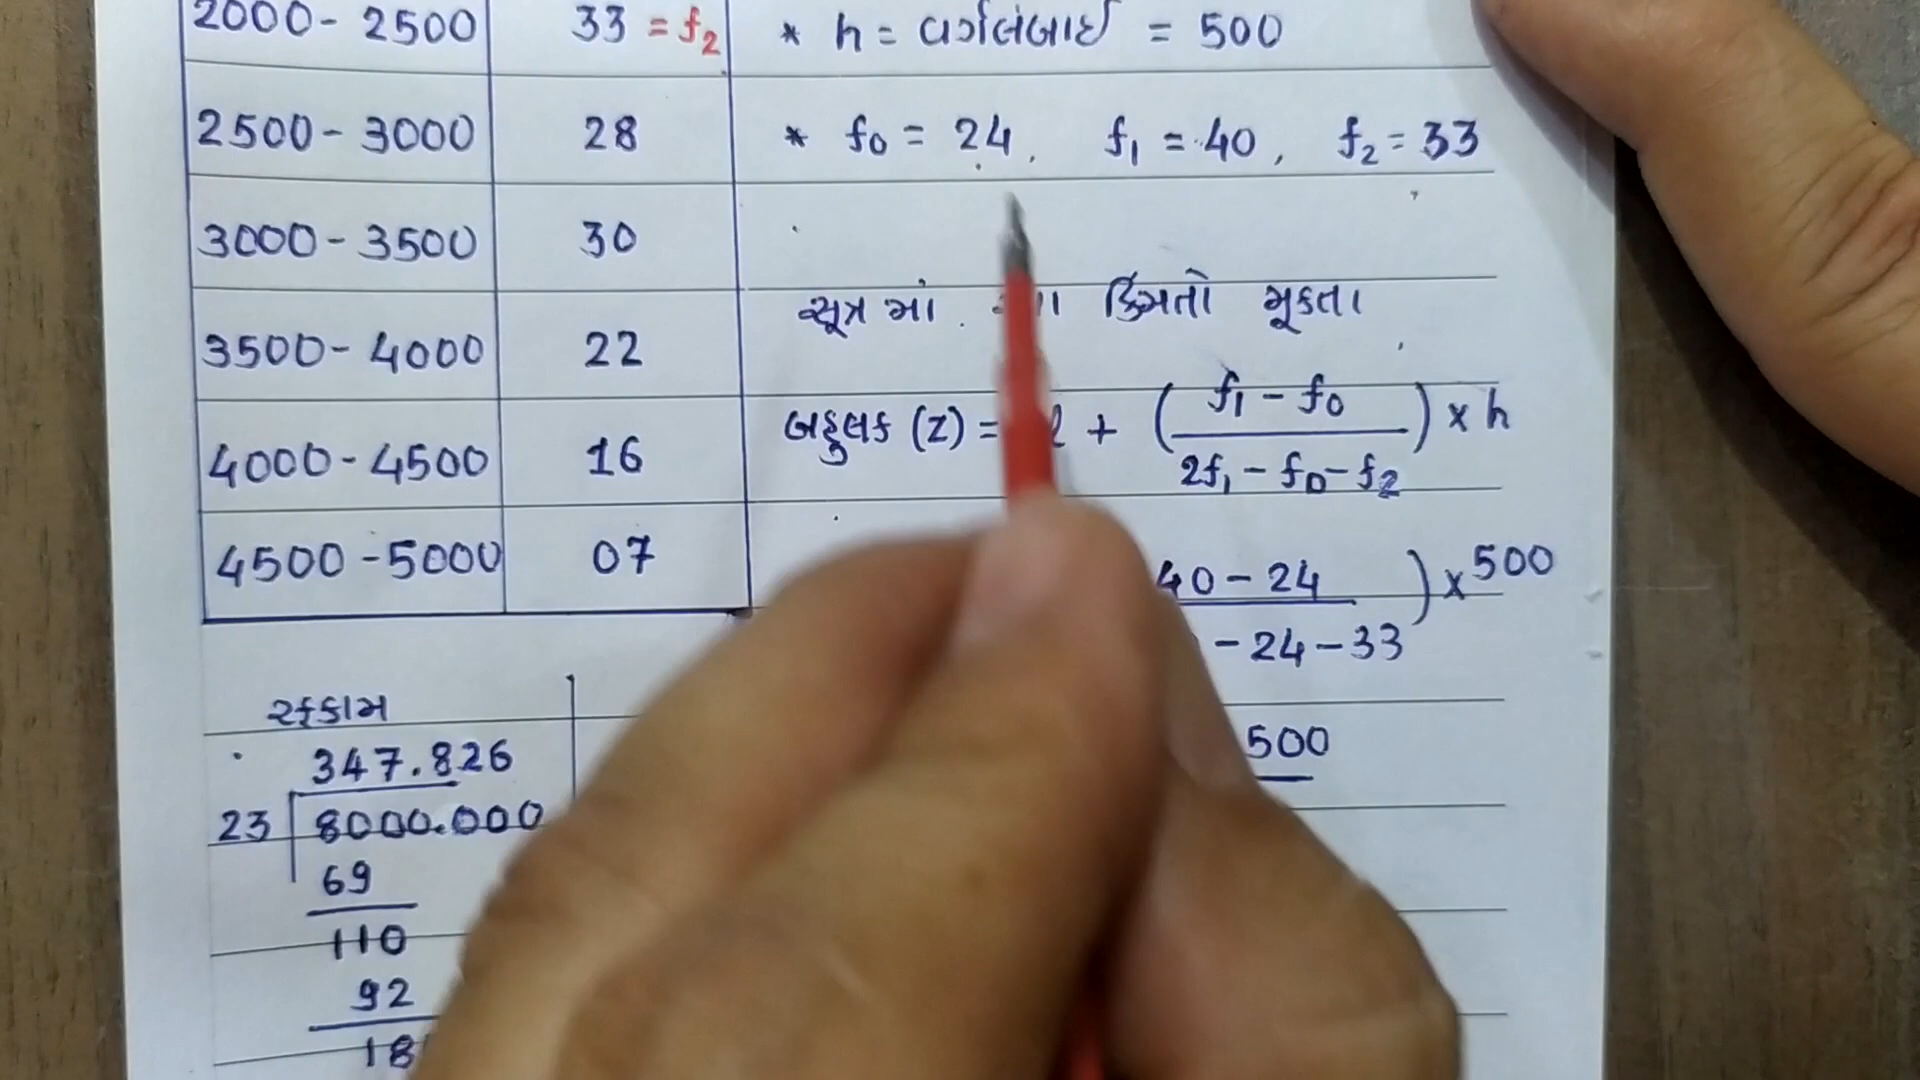 2000 - 2500 33 = f₂
2500 - 3000 28
3000 - 3500 30
3500 - 4000 22
4000 - 4500 16
4500 - 5000 07
* h = વર્ગલંબાઈ = 500
* f₀ = 24, f₁ = 40, f₂ = 33
સૂત્ર માં કિંમતો મૂકતા
બહુલક (Z) = l + ( f₁ - f₀ / 2f₁ - f₀ - f₂ ) × h
40 - 24 ) × 500
- 24 - 33
500
રફકામ
347.826
23 8000.000
69
110
92
18